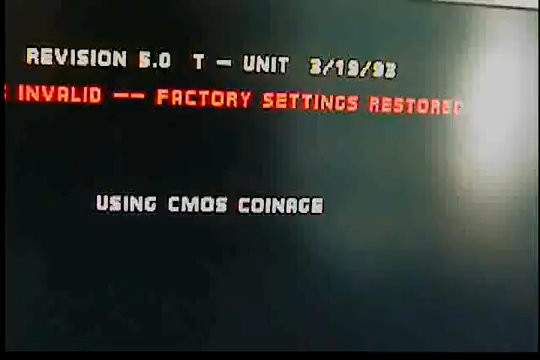 REVISION 5.0 T - UNIT 3/19/93
INVALID -- FACTORY SETTINGS RESTORED
USING CMOS COINAGE